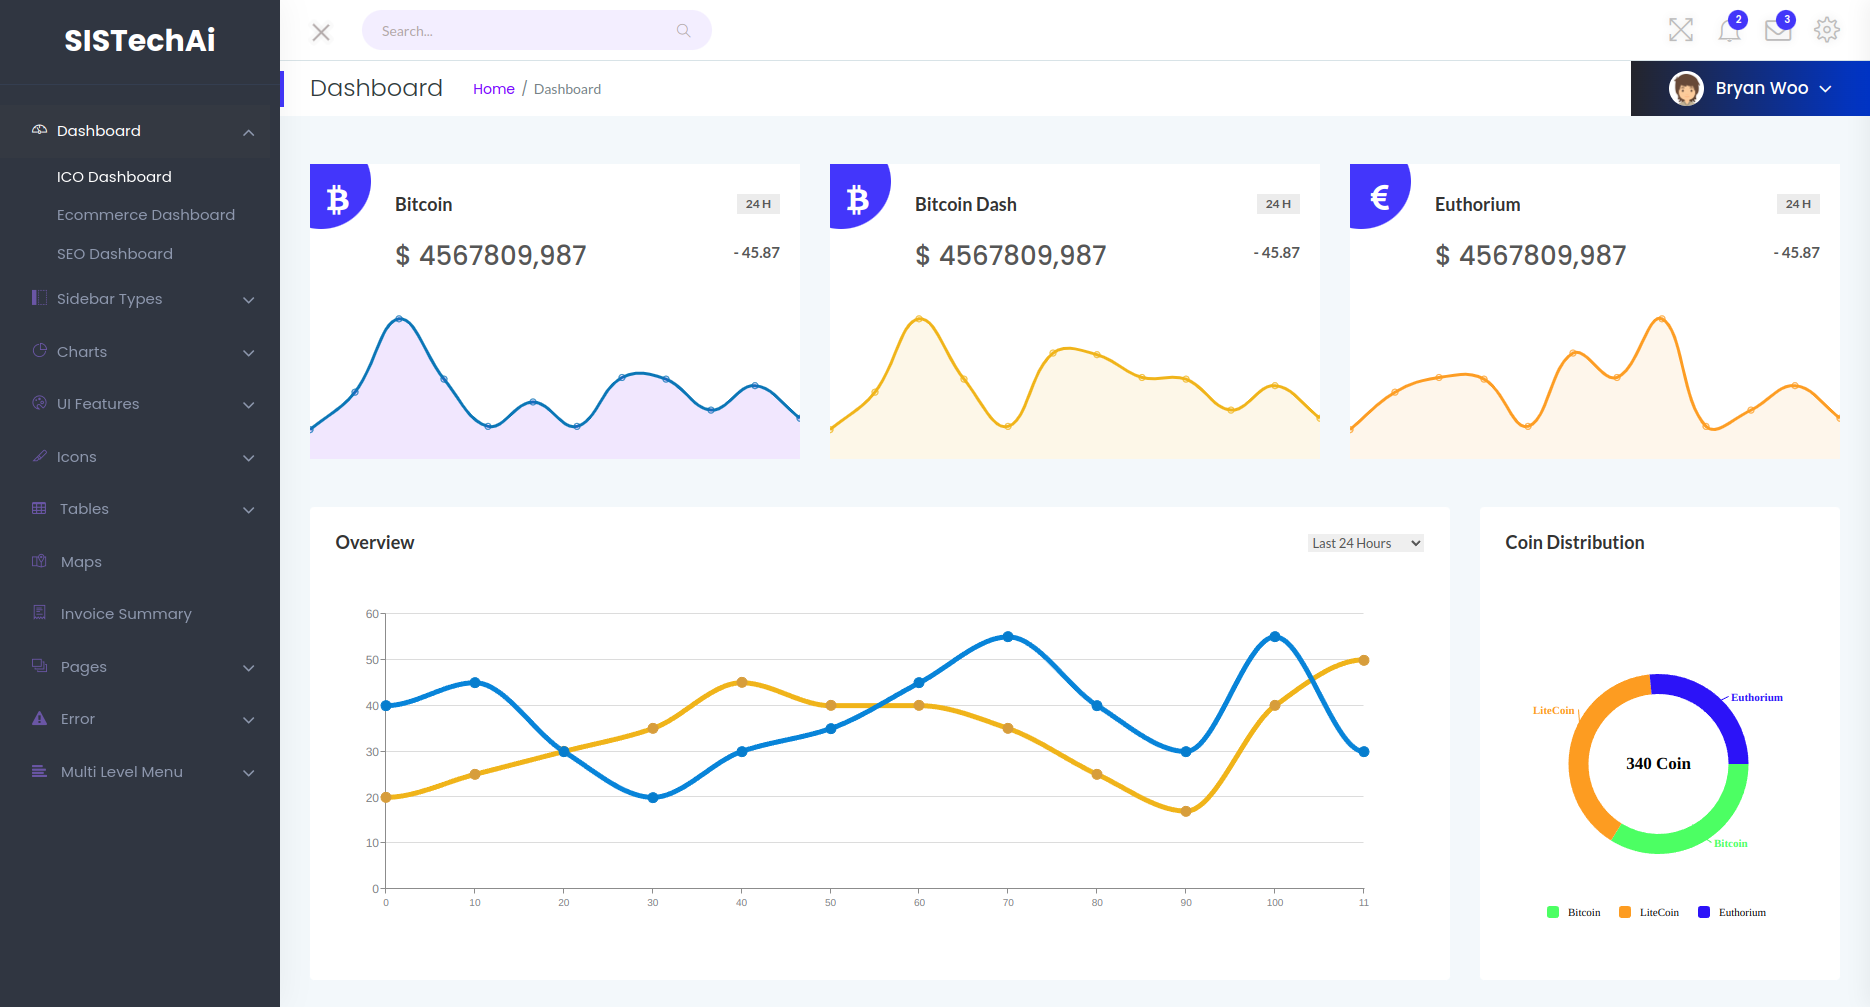 SISTechAi
Search...
2
3
Dashboard
Home / Dashboard
Bryan Woo
Dashboard
ICO Dashboard
Ecommerce Dashboard
SEO Dashboard
Sidebar Types
Charts
UI Features
Icons
Tables
Maps
Invoice Summary
Pages
Error
Multi Level Menu
Bitcoin
24 H
$ 4567809,987
- 45.87
Bitcoin Dash
24 H
$ 4567809,987
- 45.87
€
Euthorium
24 H
$ 4567809,987
- 45.87
Overview
Last 24 Hours
60
50
40
30
20
10
0
0 10 20 30 40 50 60 70 80 90 100 11
Coin Distribution
Euthorium
LiteCoin
340 Coin
Bitcoin
Bitcoin LiteCoin Euthorium